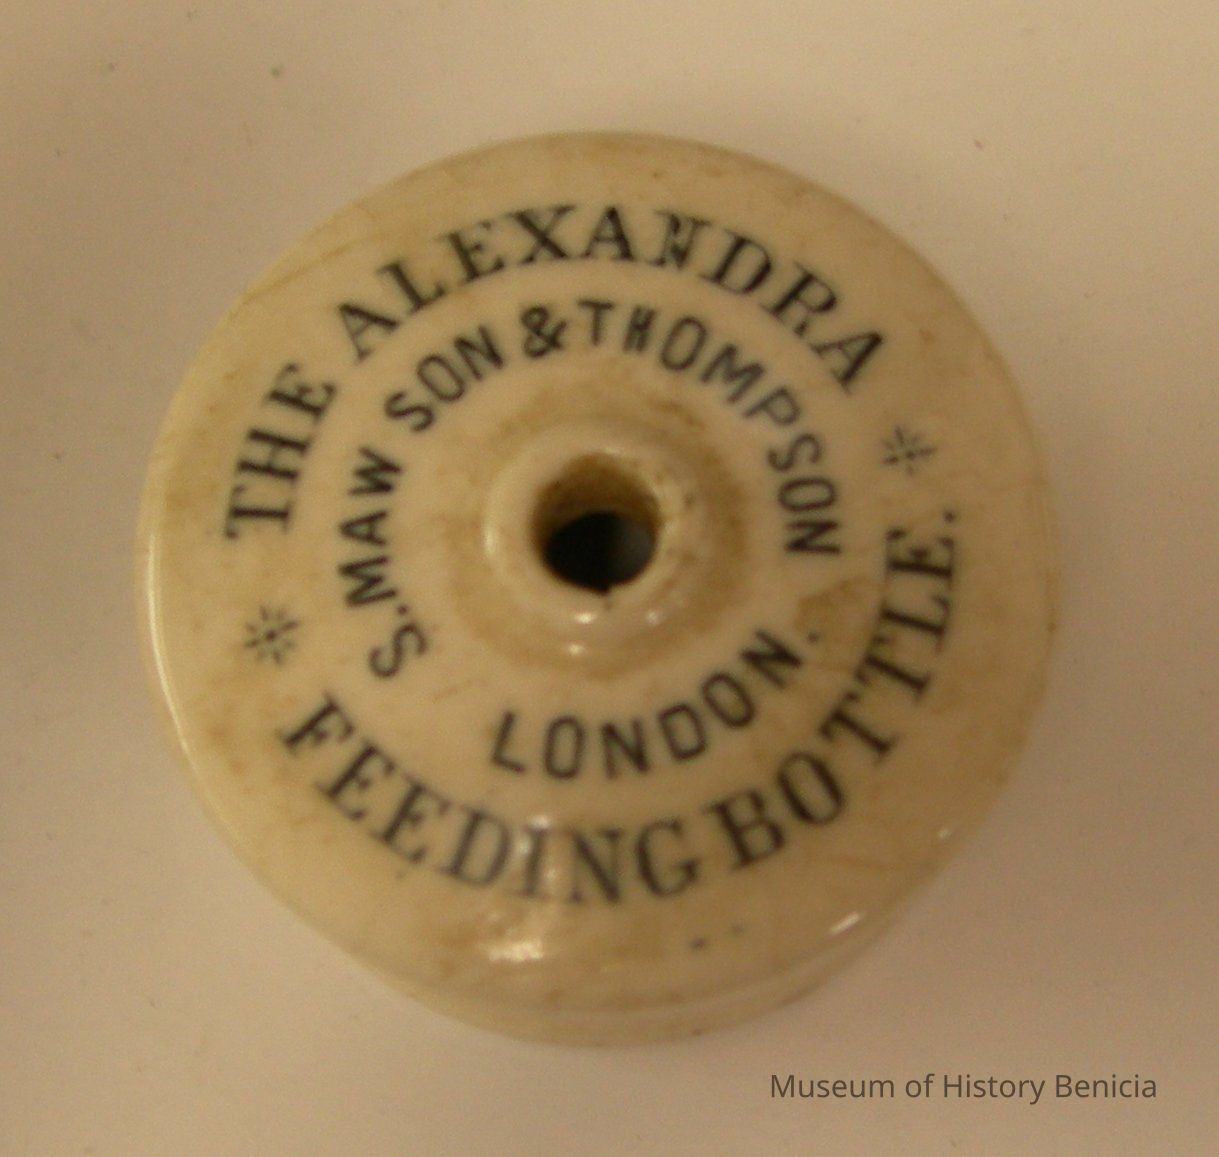 THE ALEXANDRA
FEEDING BOTTLE.
S. MAW SON & THOMPSON
LONDON.
Museum of History Benicia